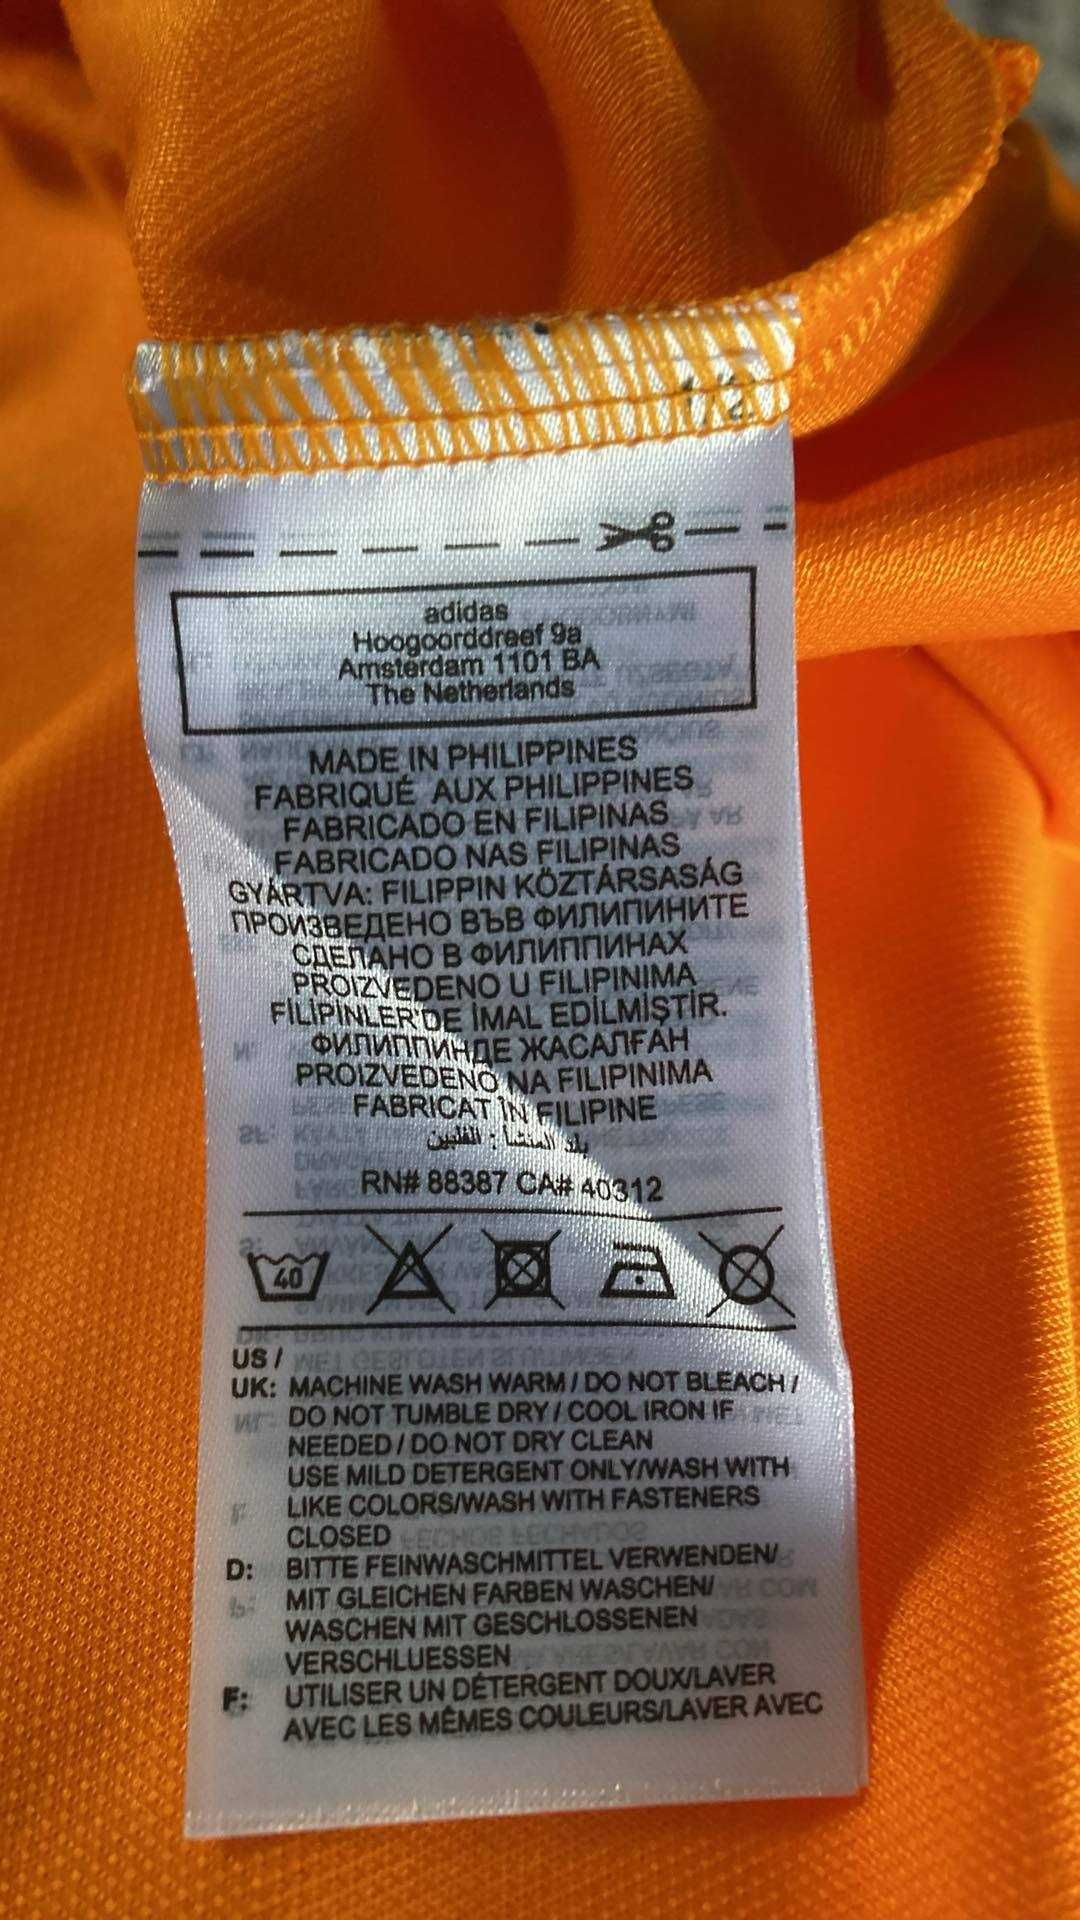 1/2
adidas
Hoogoorddreef 9a
Amsterdam 1101 BA
The Netherlands
MADE IN PHILIPPINES
FABRIQUÉ AUX PHILIPPINES
FABRICADO EN FILIPINAS
FABRICADO NAS FILIPINAS
GYÁRTVA: FILIPPIN KÖZTÁRSASÁG
ПРОИЗВЕДЕНО ВЪВ ФИЛИПИНИТЕ
СДЕЛАНО В ФИЛИППИНАХ
PROIZVEDENO U FILIPINIMA
FİLİPİNLER'DE İMAL EDİLMİŞTİR.
ФИЛИППИНДЕ ЖАСАЛҒАН
PROIZVEDENO NA FILIPINIMA
FABRICAT ÎN FILIPINE
بلد المنشأ : الفلبين
RN# 88387 CA# 40312
40
US /
UK: MACHINE WASH WARM / DO NOT BLEACH /
DO NOT TUMBLE DRY / COOL IRON IF
NEEDED / DO NOT DRY CLEAN
USE MILD DETERGENT ONLY/WASH WITH
LIKE COLORS/WASH WITH FASTENERS
CLOSED
D: BITTE FEINWASCHMITTEL VERWENDEN/
MIT GLEICHEN FARBEN WASCHEN/
WASCHEN MIT GESCHLOSSENEN
VERSCHLUESSEN
F: UTILISER UN DÉTERGENT DOUX/LAVER
AVEC LES MÊMES COULEURS/LAVER AVEC